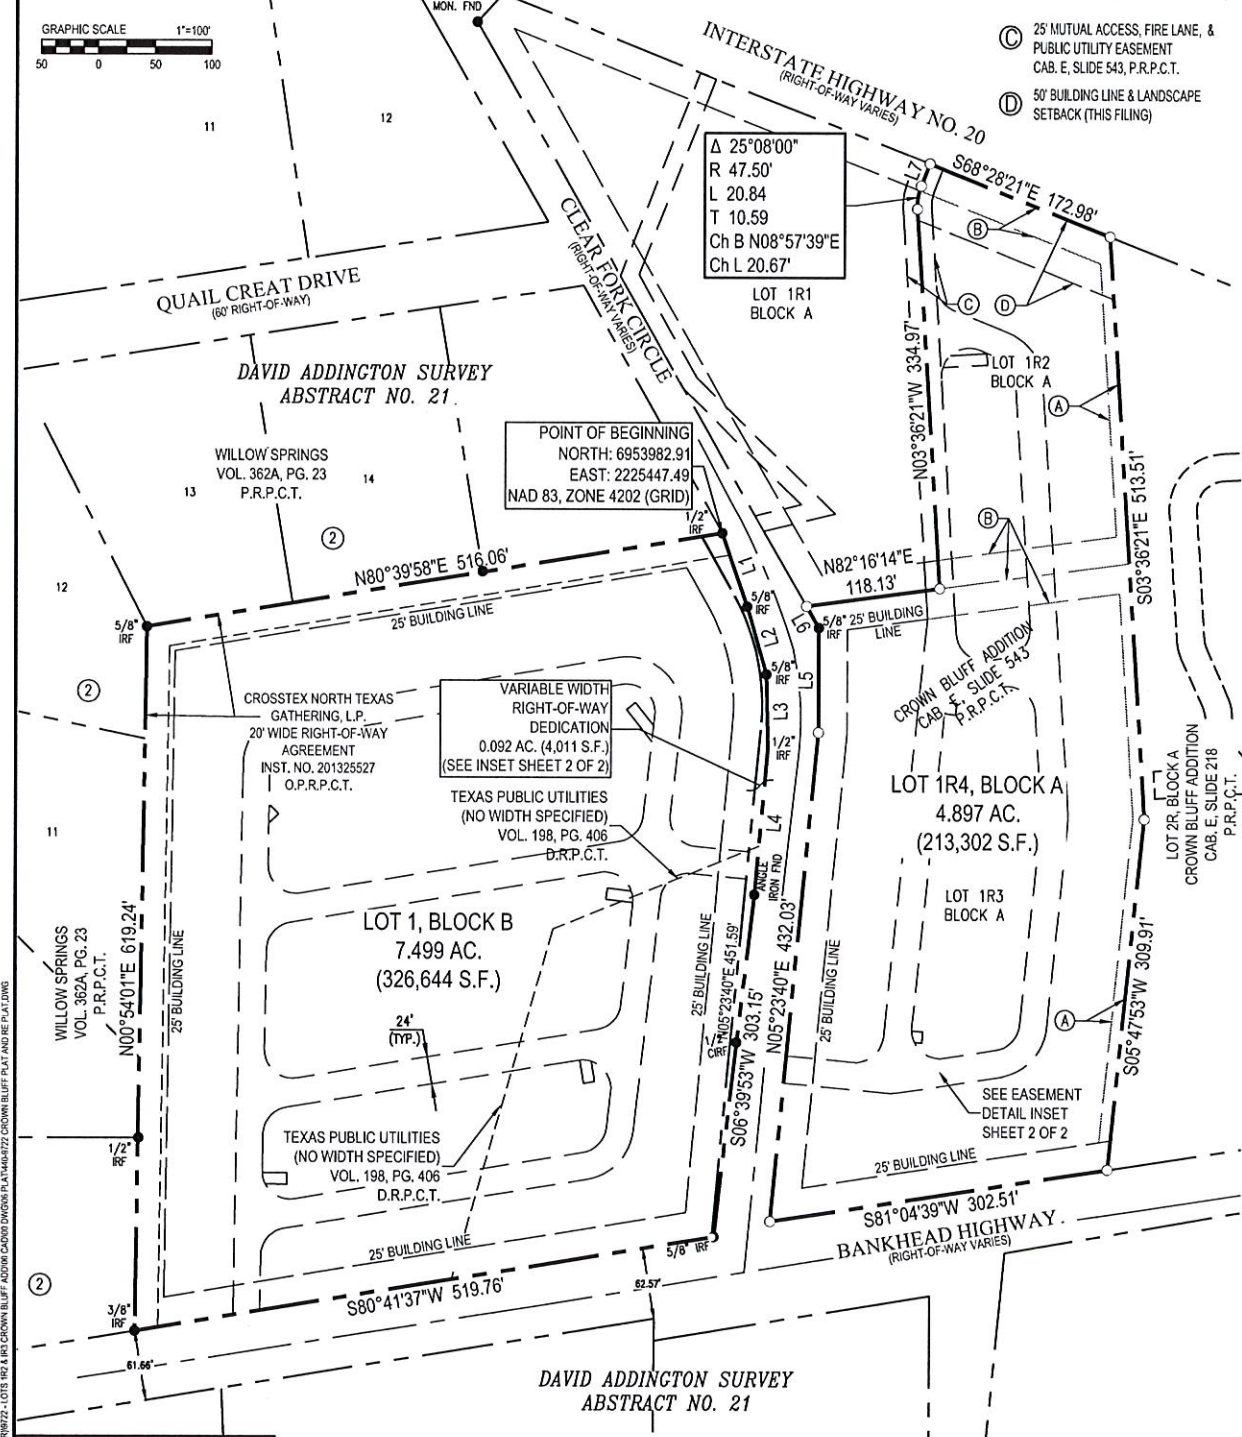 MON. FND
GRAPHIC SCALE 1"=100'
50 0 50 100
C 25' MUTUAL ACCESS, FIRE LANE, &
PUBLIC UTILITY EASEMENT
CAB. E, SLIDE 543, P.R.P.C.T.
D 50' BUILDING LINE & LANDSCAPE
SETBACK (THIS FILING)
INTERSTATE HIGHWAY NO. 20
(RIGHT-OF-WAY VARIES)
11
12
Δ 25°08'00"
R 47.50'
L 20.84
T 10.59
Ch B N08°57'39"E
Ch L 20.67'
L7
S68°28'21"E 172.98'
B
C
D
LOT 1R1
BLOCK A
CLEAR FORK CIRCLE
(RIGHT-OF-WAY VARIES)
QUAIL CREAT DRIVE
(60' RIGHT-OF-WAY)
DAVID ADDINGTON SURVEY
ABSTRACT NO. 21
N03°36'21"W 334.97'
LOT 1R2
BLOCK A
A
S03°36'21"E 513.51'
POINT OF BEGINNING
NORTH: 6953982.91
EAST: 2225447.49
NAD 83, ZONE 4202 (GRID)
WILLOW SPRINGS
VOL. 362A, PG. 23
P.R.P.C.T.
13
14
2
1/2"
IRF
B
N80°39'58"E 516.06'
N82°16'14"E
118.13'
12
L1
5/8"
IRF
L2
L6
5/8"
IRF
25' BUILDING
LINE
25' BUILDING LINE
5/8"
IRF
5/8"
IRF
L5
L3
CROWN BLUFF ADDITION
CAB. E, SLIDE 543
P.R.P.C.T.
2
CROSSTEX NORTH TEXAS
GATHERING, L.P.
20' WIDE RIGHT-OF-WAY
AGREEMENT
INST. NO. 201325527
O.P.R.P.C.T.
VARIABLE WIDTH
RIGHT-OF-WAY
DEDICATION
0.092 AC. (4,011 S.F.)
(SEE INSET SHEET 2 OF 2)
1/2"
IRF
LOT 1R4, BLOCK A
4.897 AC.
(213,302 S.F.)
LOT 2R, BLOCK A
CROWN BLUFF ADDITION
CAB. E, SLIDE 218
P.R.P.C.T.
TEXAS PUBLIC UTILITIES
(NO WIDTH SPECIFIED)
VOL. 198, PG. 406
D.R.P.C.T.
L4
11
ANGLE
IRON FND
LOT 1R3
BLOCK A
LOT 1, BLOCK B
7.499 AC.
(326,644 S.F.)
WILLOW SPRINGS
VOL. 362A, PG. 23
P.R.P.C.T.
N00°54'01"E 619.24'
25' BUILDING LINE
25' BUILDING LINE
N05°23'40"E 451.59'
S06°39'53"W 303.15'
N05°23'40"E 432.03'
25' BUILDING LINE
S05°47'53"W 309.91'
A
24'
(TYP.)
1/2"
CIRF
SEE EASEMENT
DETAIL INSET
SHEET 2 OF 2
1/2"
IRF
TEXAS PUBLIC UTILITIES
(NO WIDTH SPECIFIED)
VOL. 198, PG. 406
D.R.P.C.T.
25' BUILDING LINE
S81°04'39"W 302.51'
BANKHEAD HIGHWAY
(RIGHT-OF-WAY VARIES)
25' BUILDING LINE
5/8" IRF
2
S80°41'37"W 519.76'
62.57'
3/8"
IRF
61.66'
DAVID ADDINGTON SURVEY
ABSTRACT NO. 21